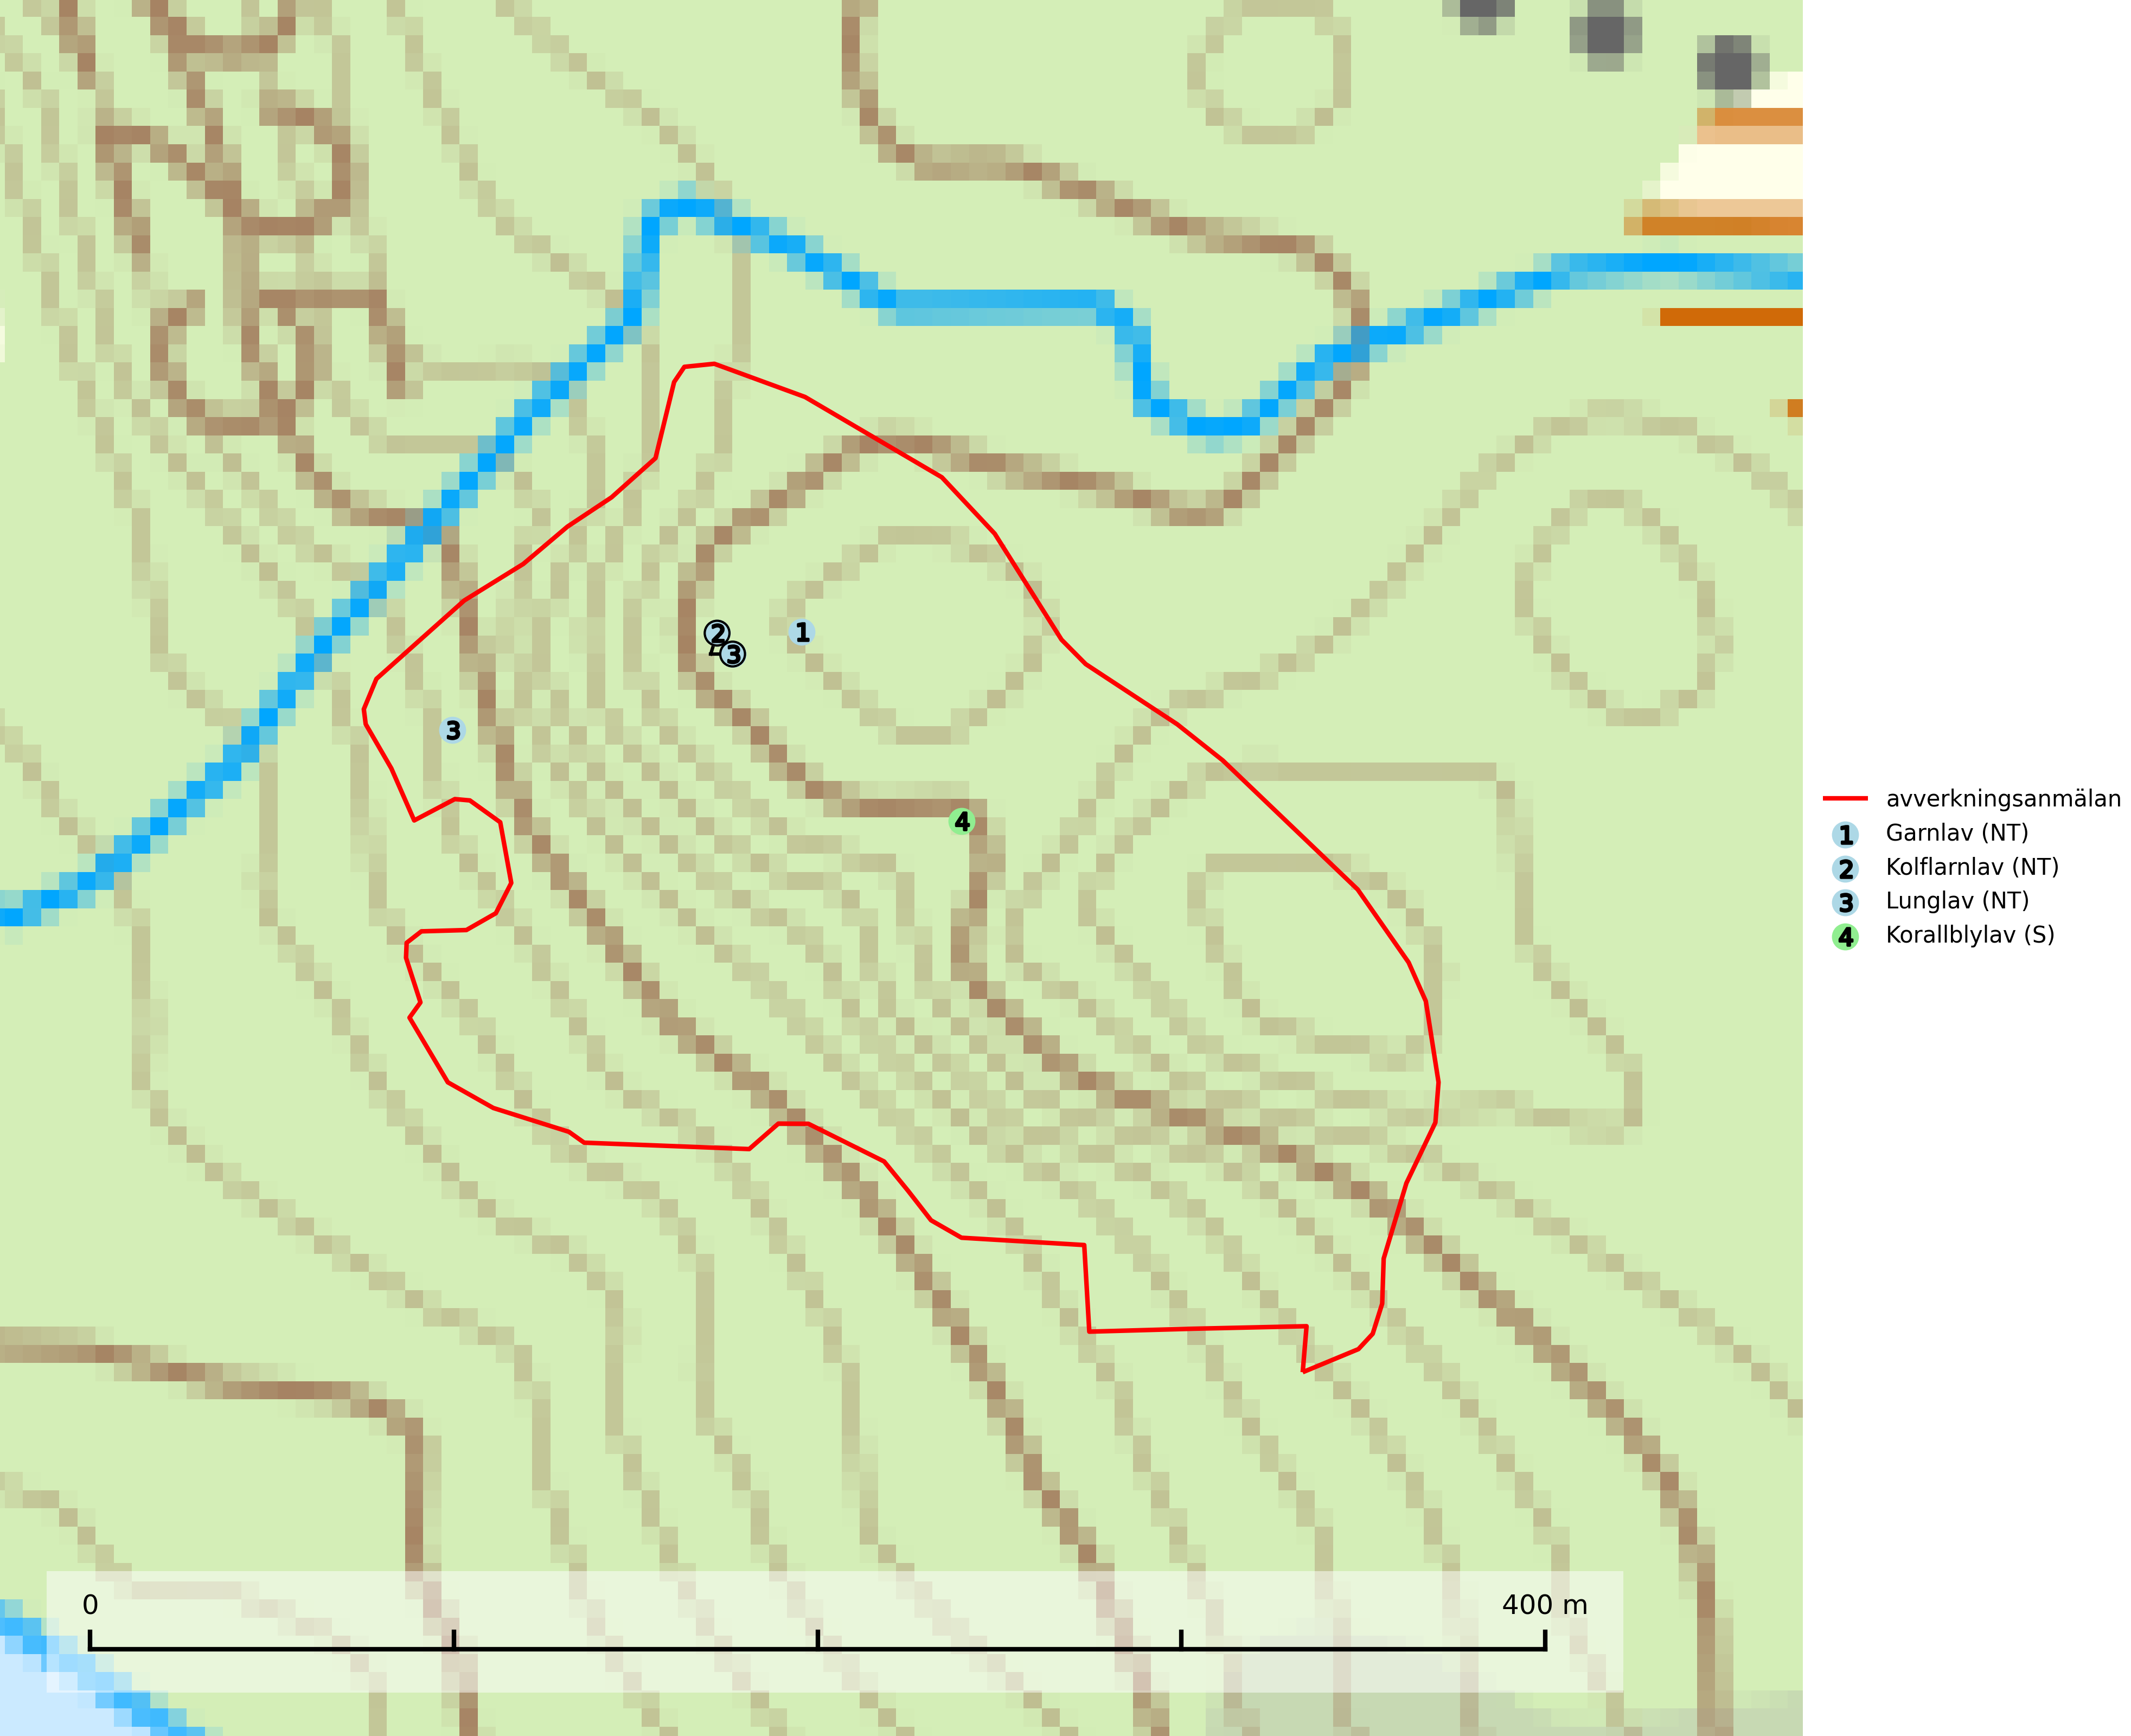 2
1
3
3
4
avverkningsanmälan
1 Garnlav (NT)
2 Kolflarnlav (NT)
3 Lunglav (NT)
4 Korallblylav (S)
0 400 m